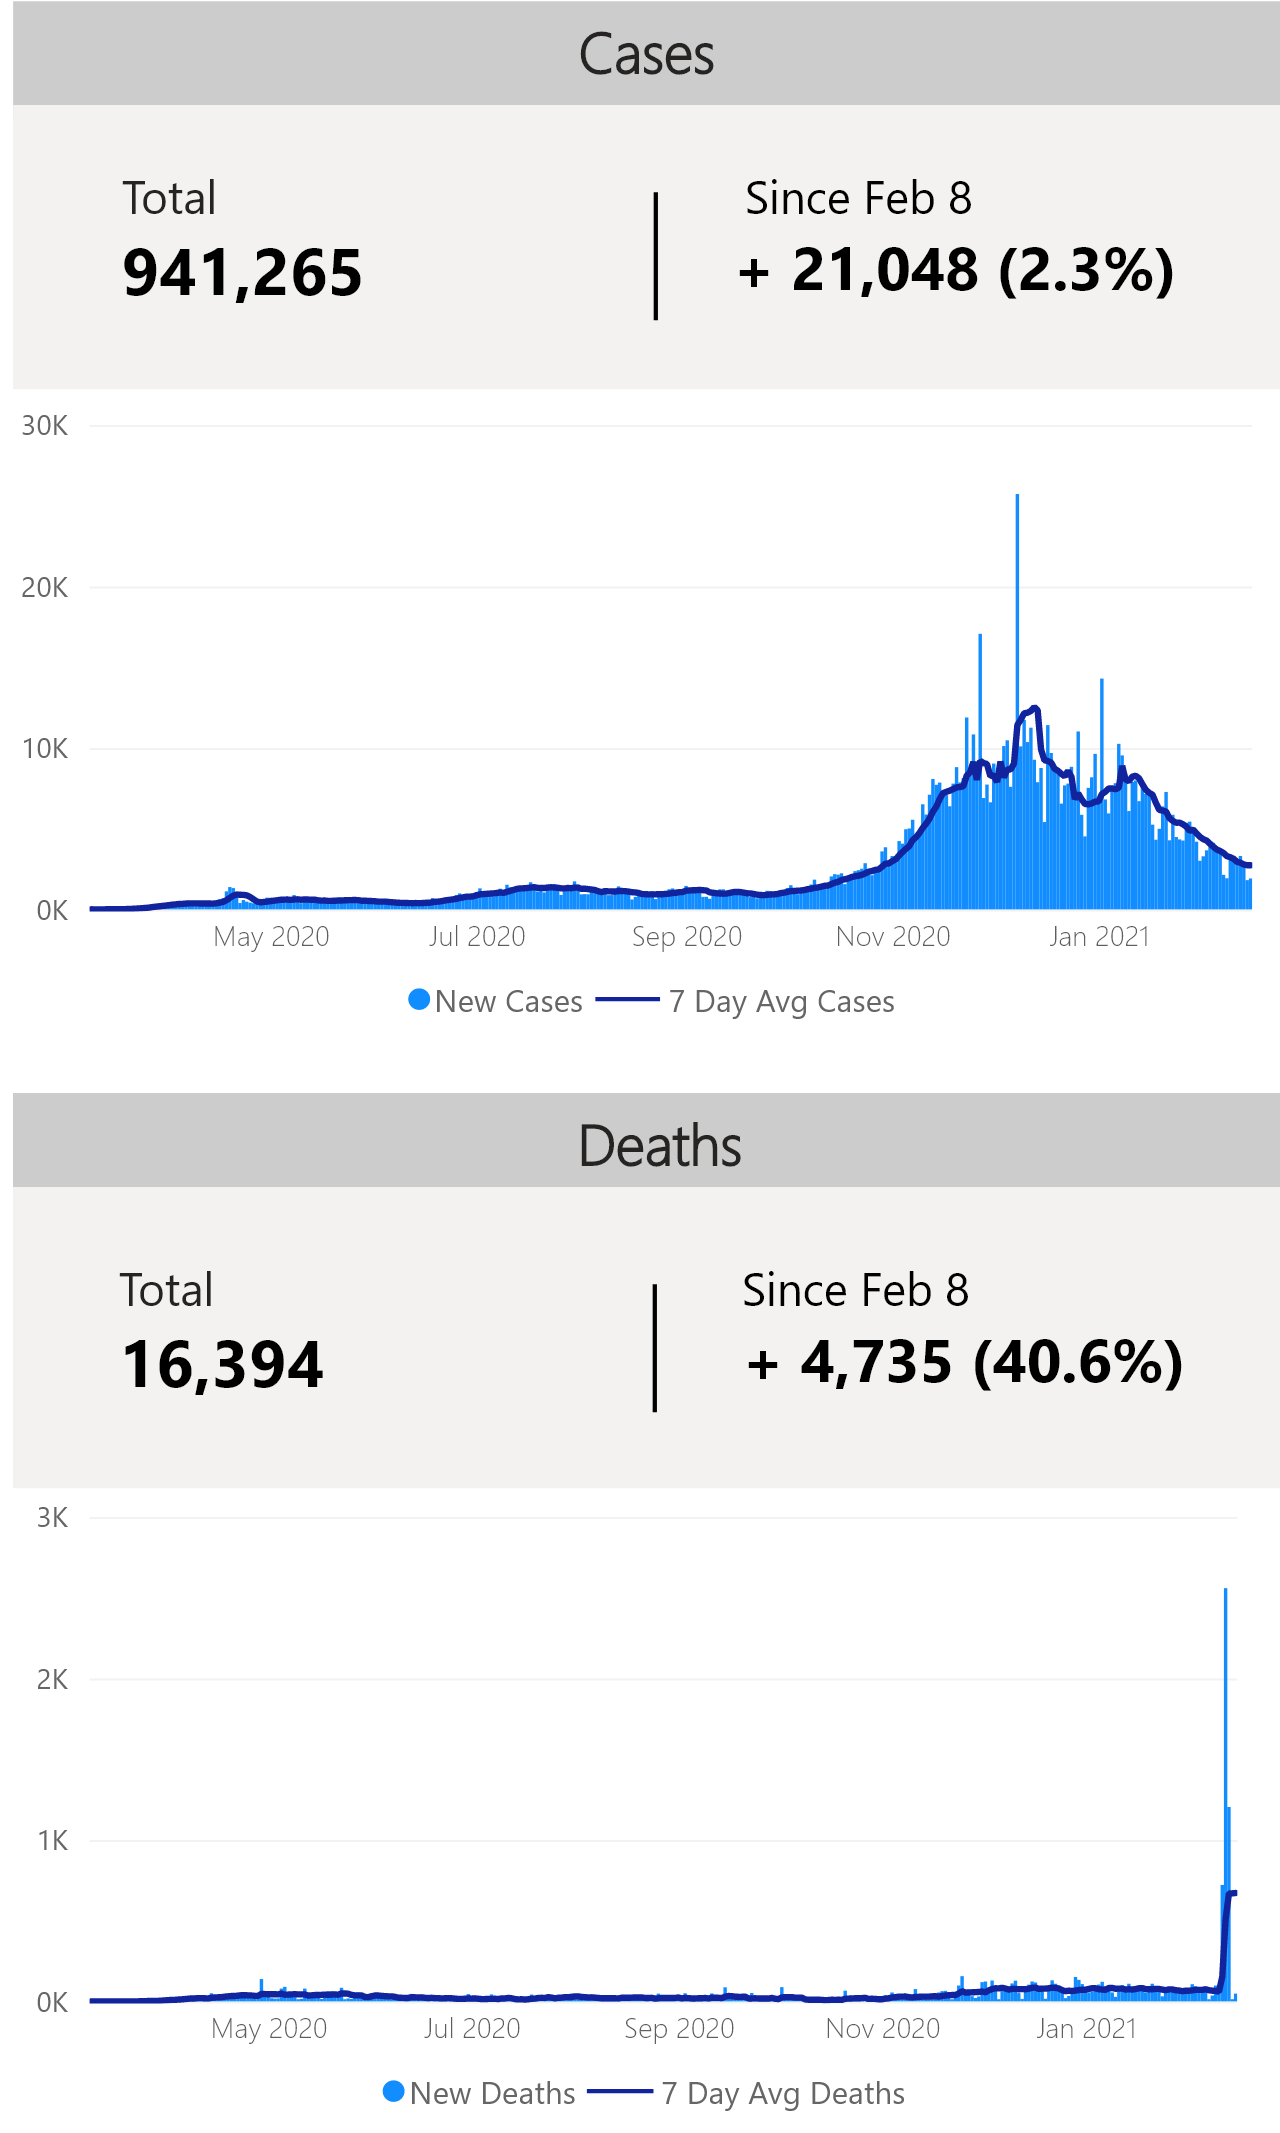 Cases
Total
Since Feb 8
941,265
+ 21,048 (2.3%)
30K
20K
10K
0K
May 2020
Jul 2020
Sep 2020
Nov 2020
Jan 2021
New Cases
7 Day Avg Cases
Deaths
Total
Since Feb 8
16,394
+ 4,735 (40.6%)
3K
2K
1K
0K
May 2020
Jul 2020
Sep 2020
Nov 2020
Jan 2021
New Deaths
7 Day Avg Deaths